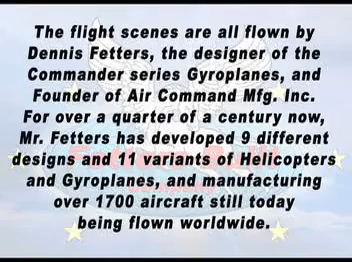 The flight scenes are all flown by
Dennis Fetters, the designer of the
Commander series Gyroplanes, and
Founder of Air Command Mfg. Inc.
For over a quarter of a century now,
Mr. Fetters has developed 9 different
designs and 11 variants of Helicopters
and Gyroplanes, and manufacturing
over 1700 aircraft still today
being flown worldwide.